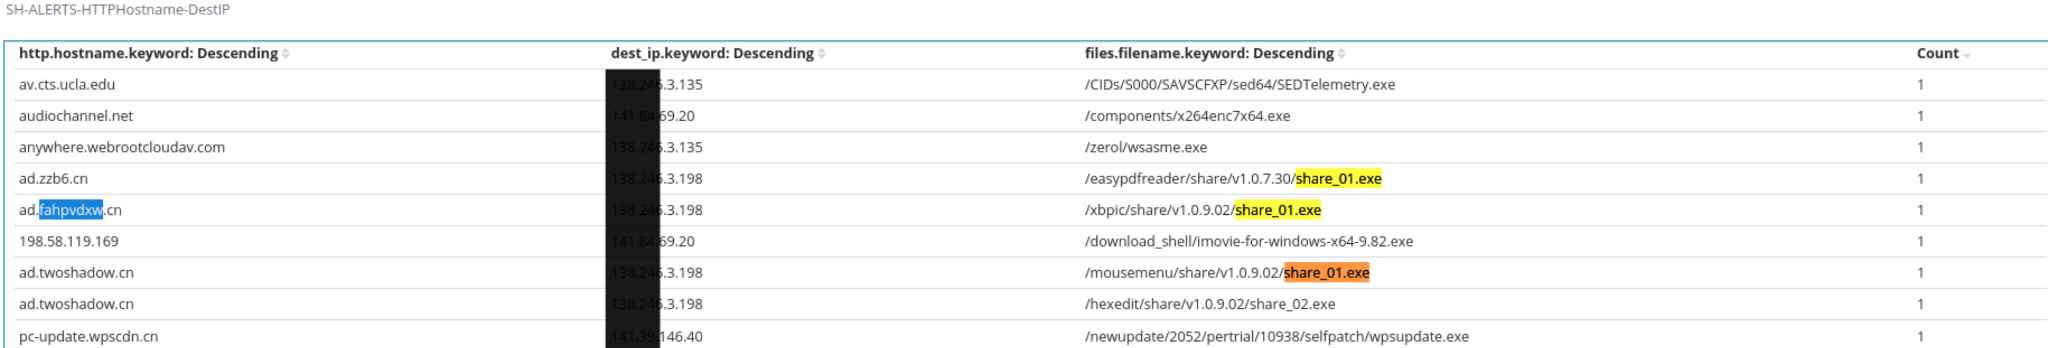 SH-ALERTS-HTTPHostname-DestIP
http.hostname.keyword: Descending dest_ip.keyword: Descending files.filename.keyword: Descending Count
av.cts.ucla.edu .3.135 /CIDs/S000/SAVSCFXP/sed64/SEDTelemetry.exe 1
audiochannel.net 69.20 /components/x264enc7x64.exe 1
anywhere.webrootcloudav.com .3.135 /zerol/wsasme.exe 1
ad.zzb6.cn .3.198 /easypdfreader/share/v1.0.7.30/share_01.exe 1
ad.fahpvdxw.cn .3.198 /xbpic/share/v1.0.9.02/share_01.exe 1
198.58.119.169 69.20 /download_shell/imovie-for-windows-x64-9.82.exe 1
ad.twoshadow.cn .3.198 /mousemenu/share/v1.0.9.02/share_01.exe 1
ad.twoshadow.cn .3.198 /hexedit/share/v1.0.9.02/share_02.exe 1
pc-update.wpscdn.cn 146.40 /newupdate/2052/pertrial/10938/selfpatch/wpsupdate.exe 1